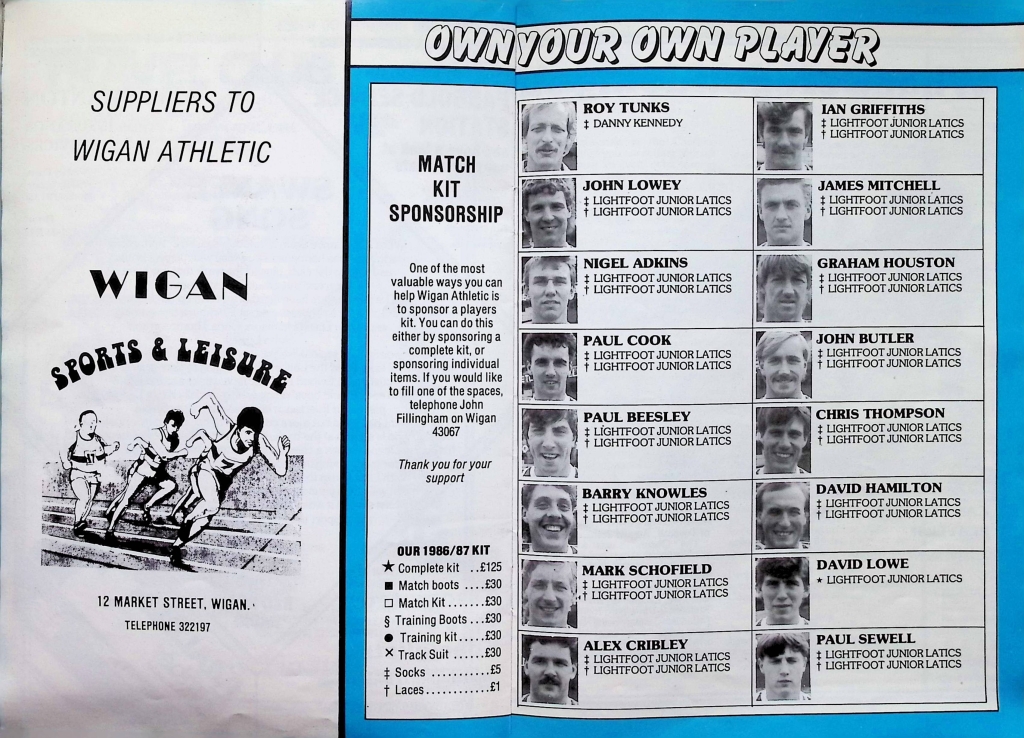 SUPPLIERS TO
WIGAN ATHLETIC
WIGAN
SPORTS & LEISURE
12 MARKET STREET, WIGAN.
TELEPHONE 322197
OWN YOUR OWN PLAYER
MATCH
KIT
SPONSORSHIP
One of the most
valuable ways you can
help Wigan Athletic is
to sponsor a players
kit. You can do this
either by sponsoring a
complete kit, or
sponsoring individual
items. If you would like
to fill one of the spaces,
telephone John
Fillingham on Wigan
43067
Thank you for your
support
OUR 1986/87 KIT
★ Complete kit ..£125
■ Match boots ....£30
□ Match Kit.......£30
§ Training Boots ...£30
● Training kit.....£30
× Track Suit ......£30
‡ Socks ...........£5
† Laces...........£1
ROY TUNKS
‡ DANNY KENNEDY
JOHN LOWEY
‡ LIGHTFOOT JUNIOR LATICS
† LIGHTFOOT JUNIOR LATICS
NIGEL ADKINS
‡ LIGHTFOOT JUNIOR LATICS
† LIGHTFOOT JUNIOR LATICS
PAUL COOK
‡ LIGHTFOOT JUNIOR LATICS
† LIGHTFOOT JUNIOR LATICS
PAUL BEESLEY
‡ LIGHTFOOT JUNIOR LATICS
† LIGHTFOOT JUNIOR LATICS
BARRY KNOWLES
‡ LIGHTFOOT JUNIOR LATICS
† LIGHTFOOT JUNIOR LATICS
MARK SCHOFIELD
‡ LIGHTFOOT JUNIOR LATICS
† LIGHTFOOT JUNIOR LATICS
ALEX CRIBLEY
‡ LIGHTFOOT JUNIOR LATICS
† LIGHTFOOT JUNIOR LATICS
IAN GRIFFITHS
‡ LIGHTFOOT JUNIOR LATICS
† LIGHTFOOT JUNIOR LATICS
JAMES MITCHELL
‡ LIGHTFOOT JUNIOR LATICS
† LIGHTFOOT JUNIOR LATICS
GRAHAM HOUSTON
‡ LIGHTFOOT JUNIOR LATICS
† LIGHTFOOT JUNIOR LATICS
JOHN BUTLER
‡ LIGHTFOOT JUNIOR LATICS
† LIGHTFOOT JUNIOR LATICS
CHRIS THOMPSON
‡ LIGHTFOOT JUNIOR LATICS
† LIGHTFOOT JUNIOR LATICS
DAVID HAMILTON
‡ LIGHTFOOT JUNIOR LATICS
† LIGHTFOOT JUNIOR LATICS
DAVID LOWE
★ LIGHTFOOT JUNIOR LATICS
PAUL SEWELL
‡ LIGHTFOOT JUNIOR LATICS
† LIGHTFOOT JUNIOR LATICS